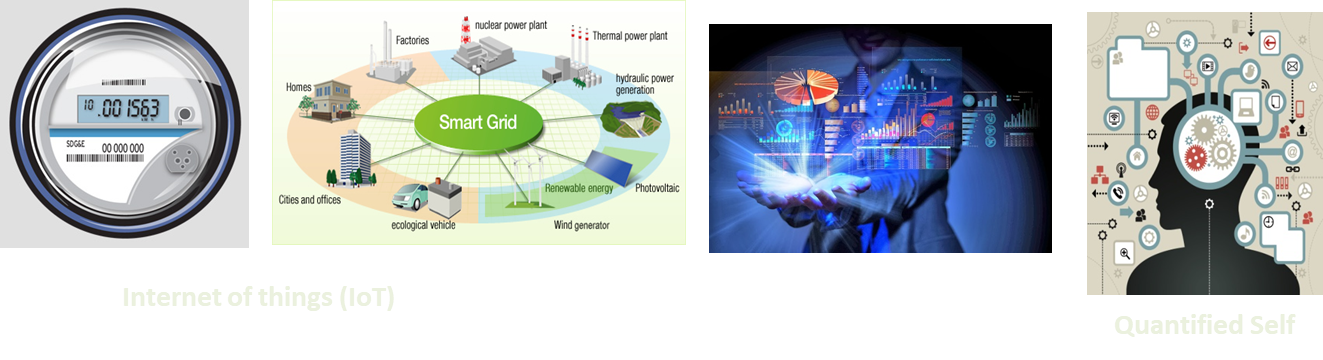 10 .001563
SDG&E 00 000 000
nuclear power plant
Factories
Thermal power plant
Homes
hydraulic power
generation
Smart Grid
Renewable energy
Photovoltaic
Cities and offices
ecological vehicle
Wind generator
Internet of things (IoT)
Quantified Self